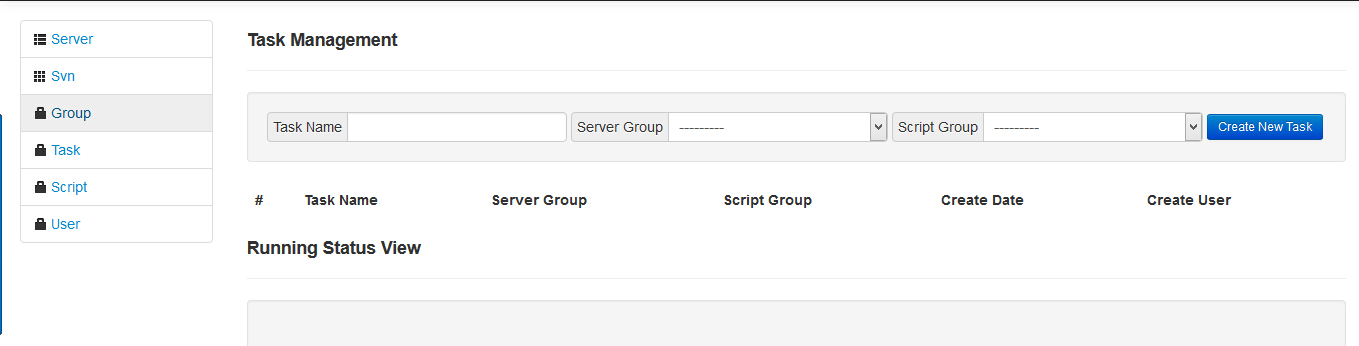 Server
Svn
Group
Task
Script
User
Task Management
Task Name Server Group --------- Script Group --------- Create New Task
# Task Name Server Group Script Group Create Date Create User
Running Status View